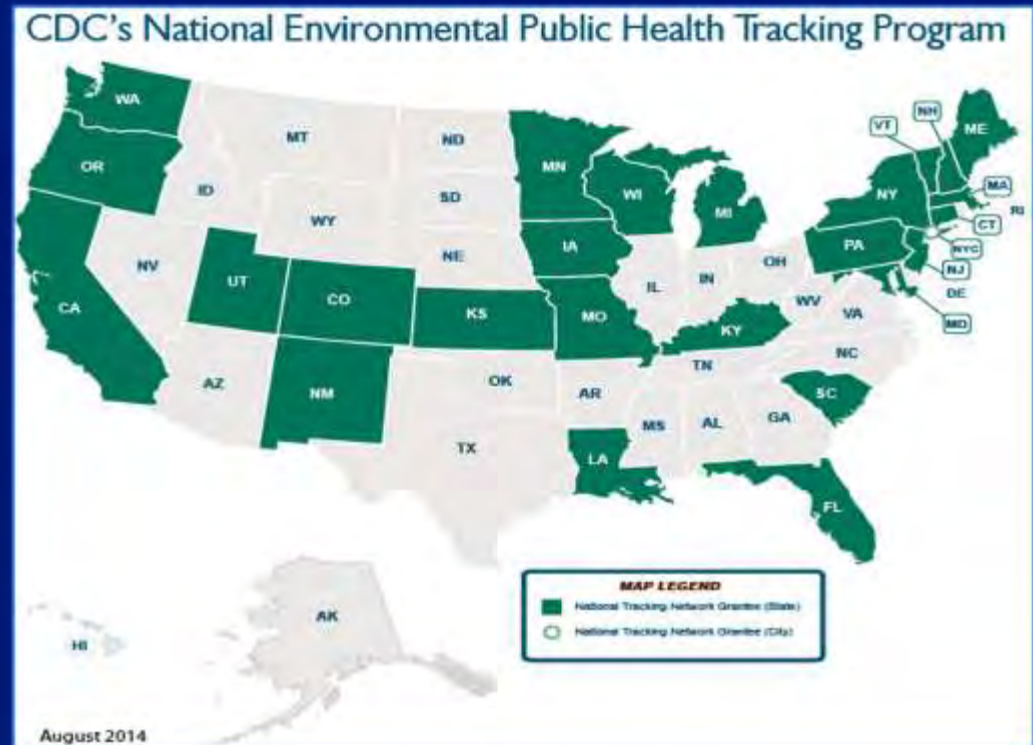 CDC's National Environmental Public Health Tracking Program
WA
MT
ND
MN
VT
NH
ME
OR
ID
SD
WI
MI
NY
MA
RI
CT
WY
NYC
IA
PA
NE
NJ
NV
OH
DE
IL
IN
UT
CO
WV
MD
CA
KS
MO
VA
KY
NC
TN
AZ
OK
NM
AR
SC
MS
AL
GA
TX
LA
FL
MAP LEGEND
National Tracking Network Grantee (State)
National Tracking Network Grantee (City)
AK
HI
August 2014